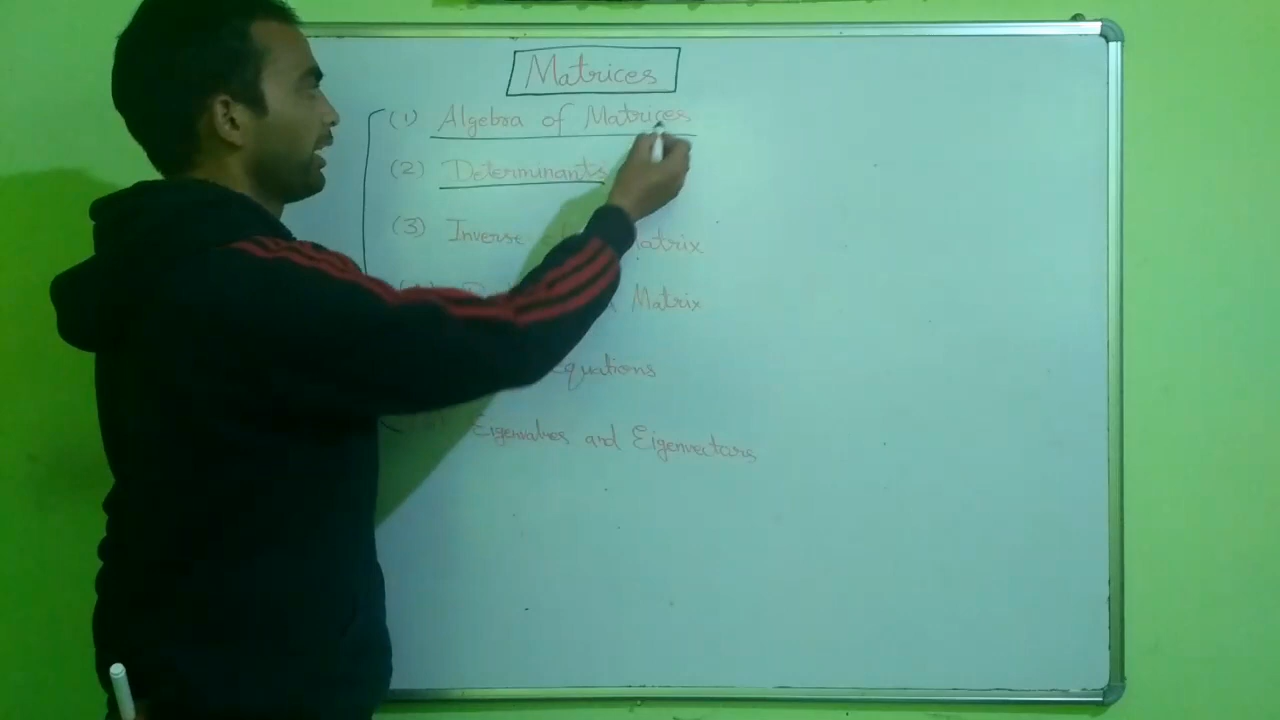 Matrices
(1) Algebra of Matrices
(2) Determinants
(3) Inverse Matrix
Matrix
Equations
Eigenvalues and Eigenvectors